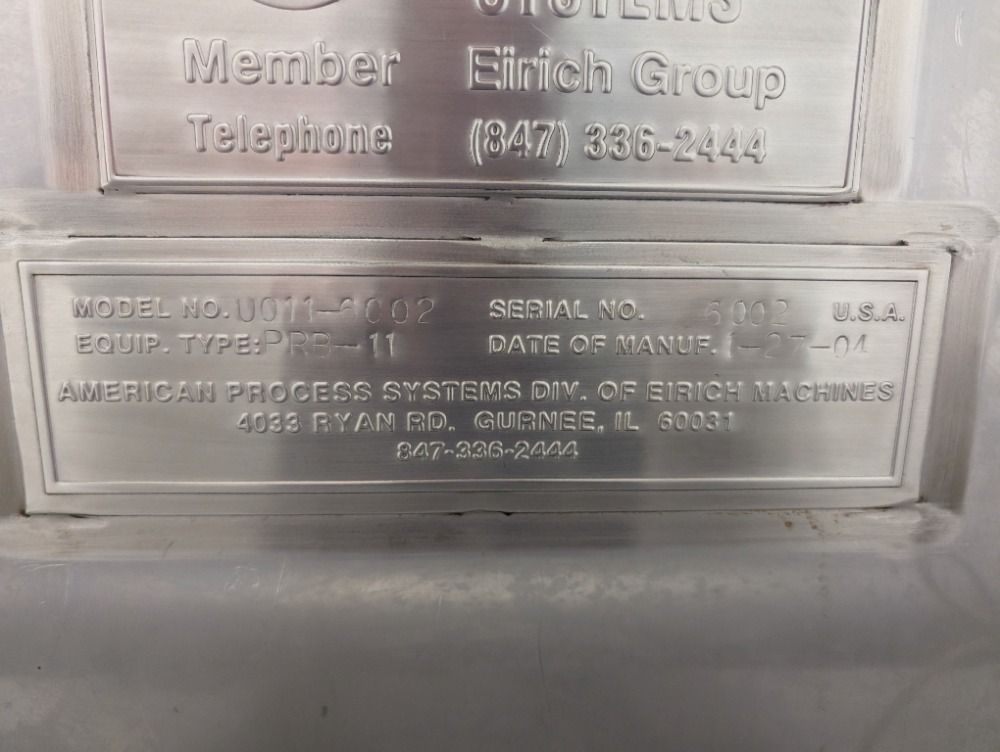 SYSTEMS
Member Eirich Group
Telephone (847) 336-2444
MODEL NO. U011-6002 SERIAL NO. 6002 U.S.A.
EQUIP. TYPE: PRB-11 DATE OF MANUF. 1-27-04
AMERICAN PROCESS SYSTEMS DIV. OF EIRICH MACHINES
4033 RYAN RD. GURNEE, IL 60031
847-336-2444